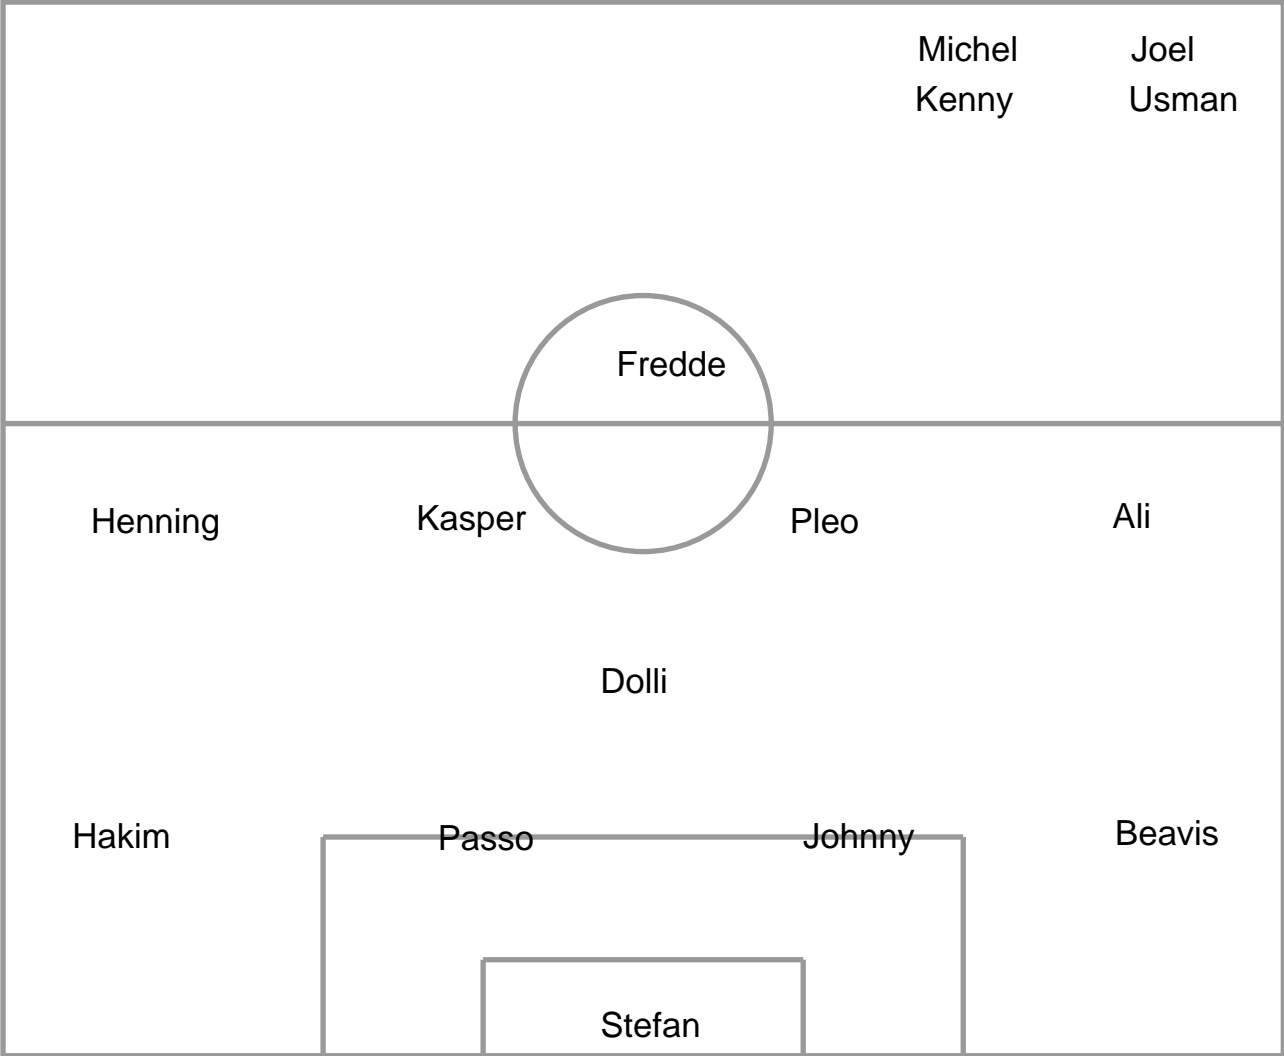 Michel Joel
Kenny Usman
Fredde
Henning Kasper Pleo Ali
Dolli
Hakim Passo Johnny Beavis
Stefan